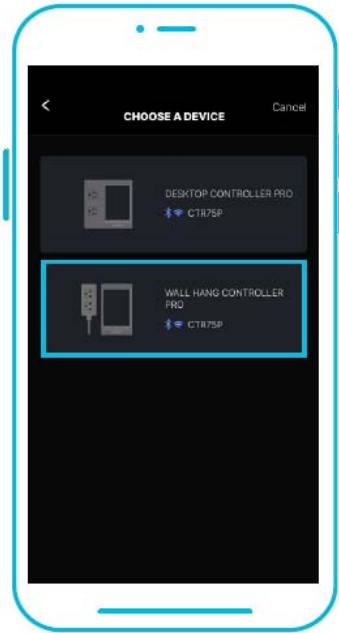 CHOOSE A DEVICE
Cancel
DESKTOP CONTROLLER PRO
CTR75P
WALL HANG CONTROLLER
PRO
CTR75P